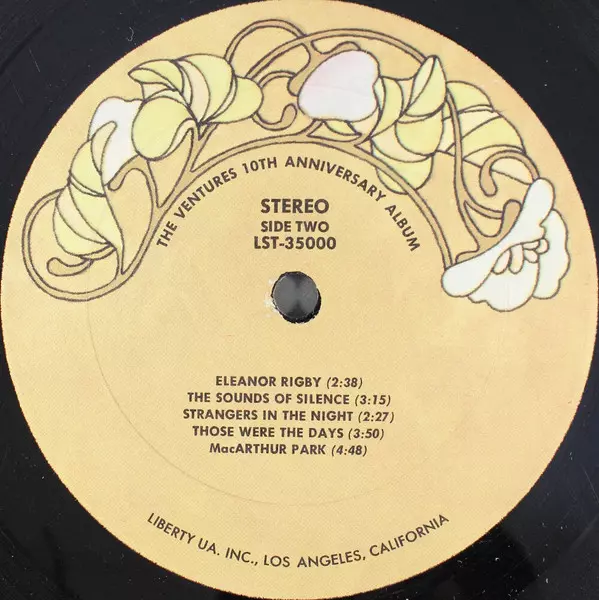 THE VENTURES 10TH ANNIVERSARY ALBUM
STEREO
SIDE TWO
LST-35000
ELEANOR RIGBY (2:38)
THE SOUNDS OF SILENCE (3:15)
STRANGERS IN THE NIGHT (2:27)
THOSE WERE THE DAYS (3:50)
MacARTHUR PARK (4:48)
LIBERTY UA. INC., LOS ANGELES, CALIFORNIA